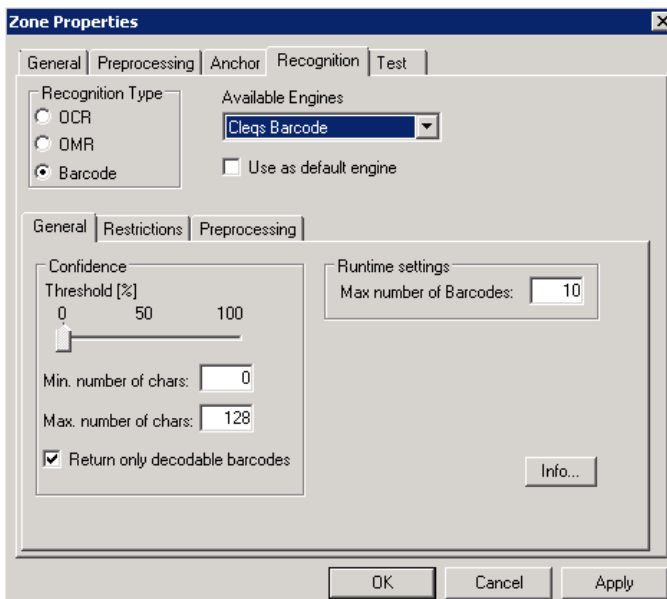 Zone Properties
General Preprocessing Anchor Recognition Test
Recognition Type
OCR
OMR
Barcode
Available Engines
Cleqs Barcode
Use as default engine
General Restrictions Preprocessing
Confidence
Threshold [%]
0 50 100
Min. number of chars: 0
Max. number of chars: 128
Return only decodable barcodes
Runtime settings
Max number of Barcodes: 10
Info...
OK Cancel Apply